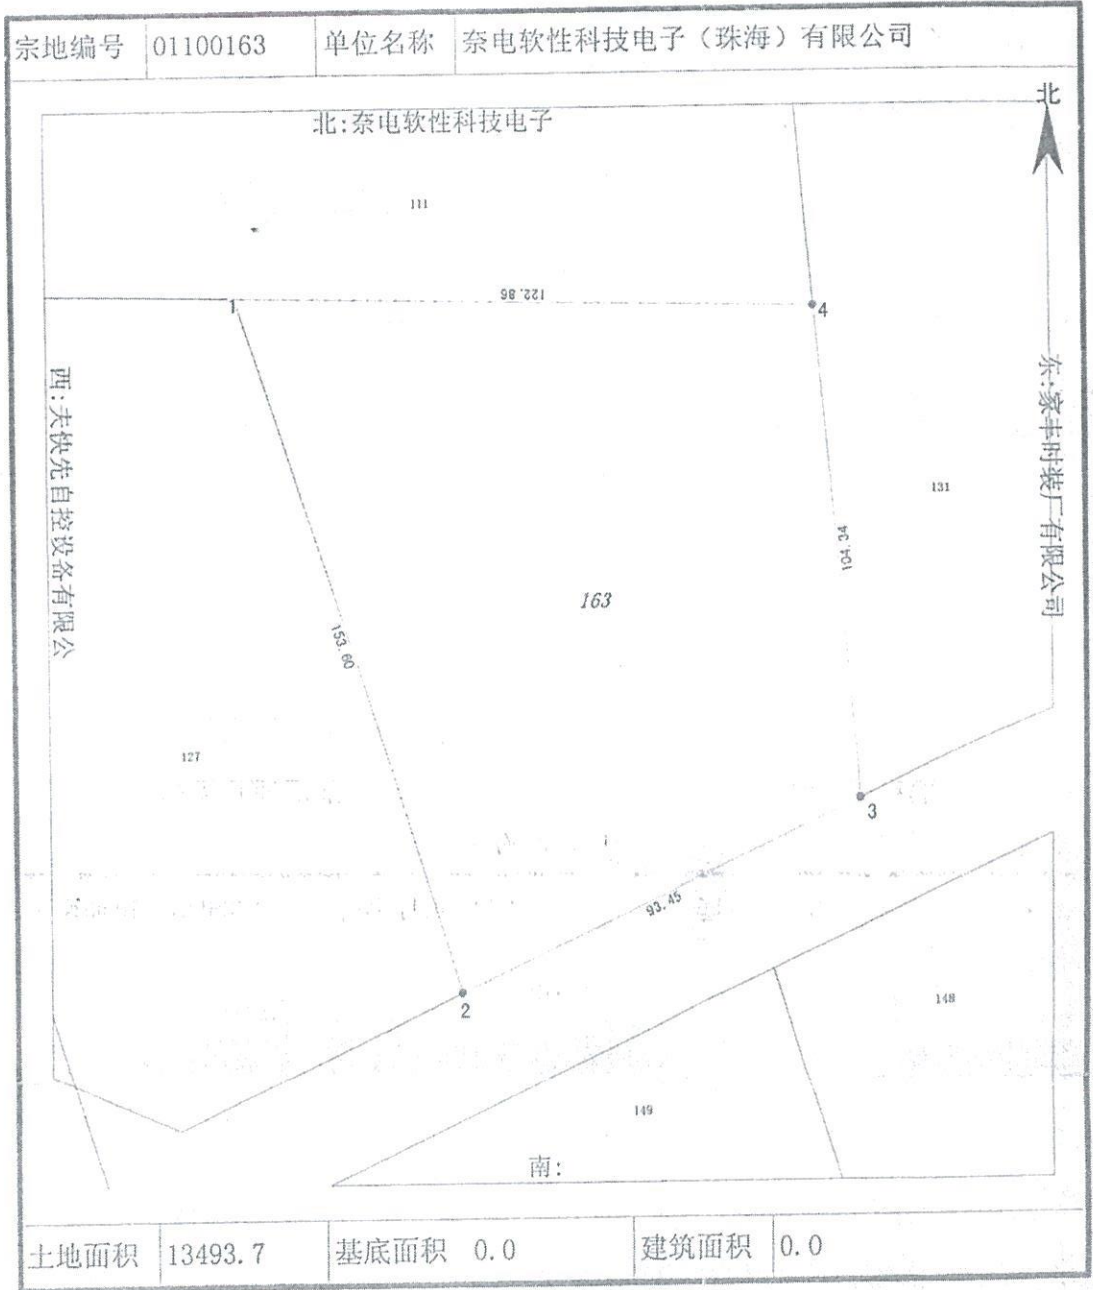 宗地编号 01100163 单位名称 奈电软性科技电子（珠海）有限公司
北
北:奈电软性科技电子
111
122.86
1
4
西:夫快先自控设备有限公
东:豪丰时装厂有限公司
131
104.34
163
153.60
127
3
93.45
2
148
149
南:
土地面积 13493.7 基底面积 0.0 建筑面积 0.0